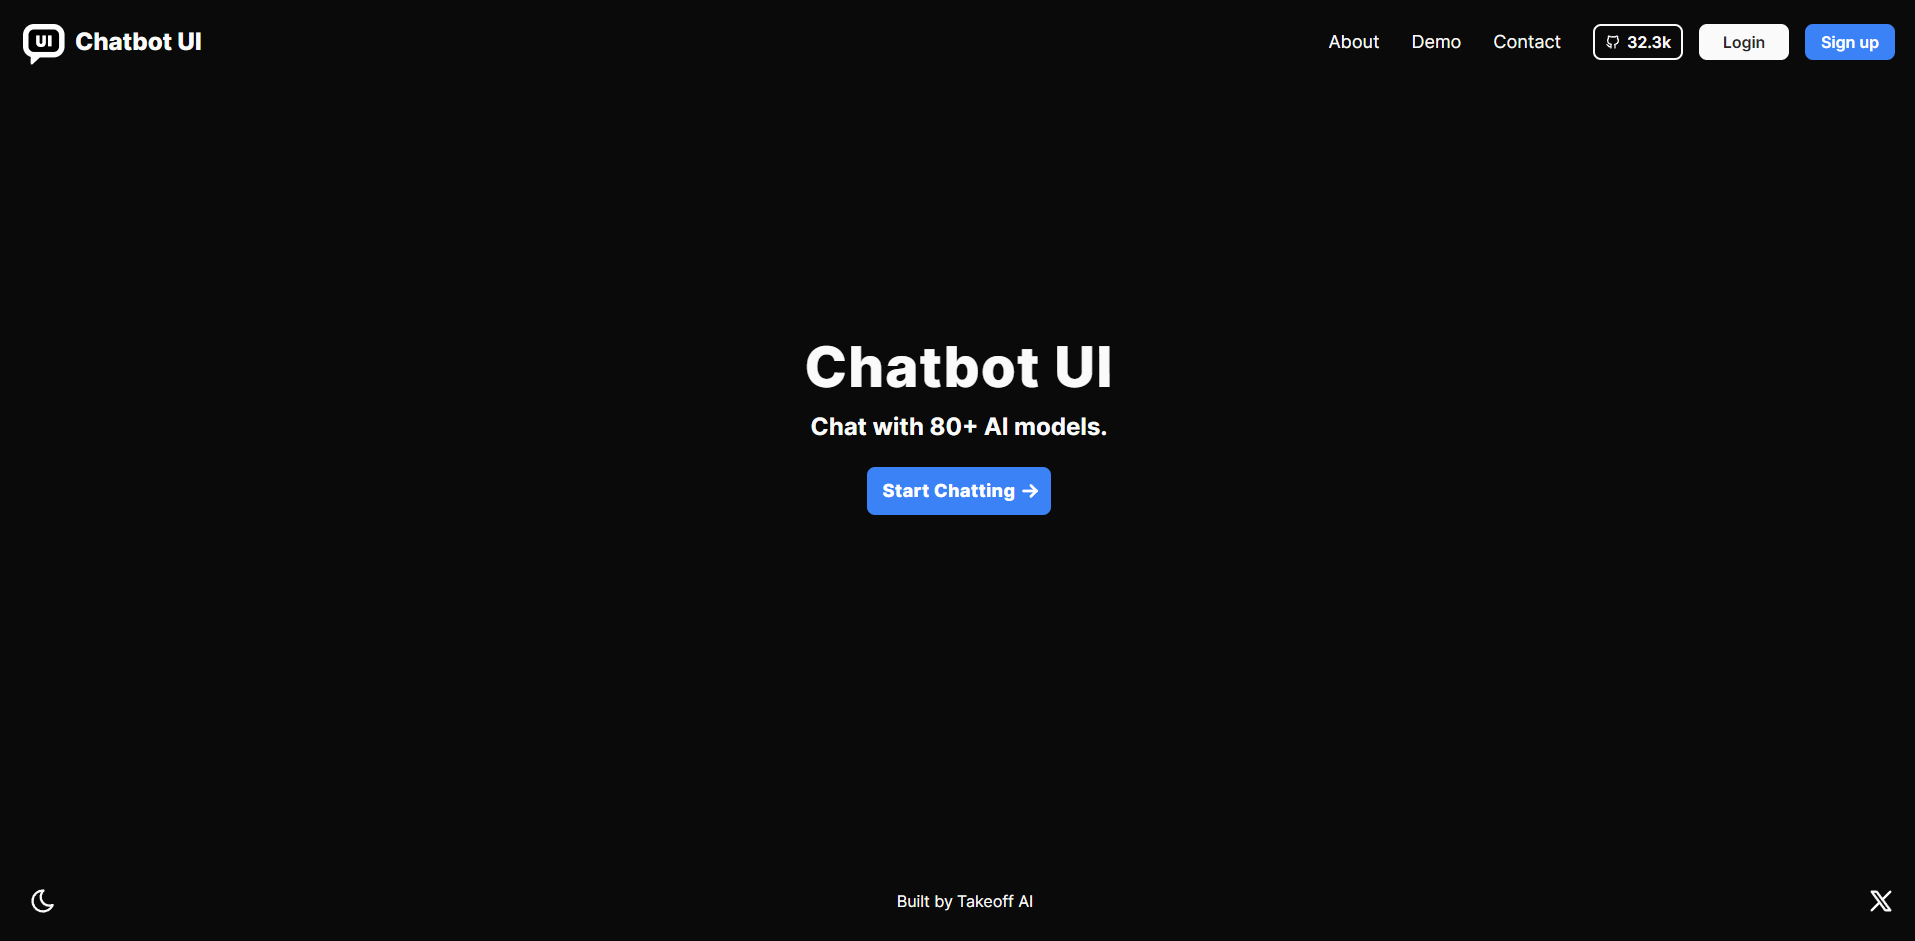 UI Chatbot UI
About Demo Contact 32.3k Login Sign up
Chatbot UI
Chat with 80+ AI models.
Start Chatting →
Built by Takeoff AI